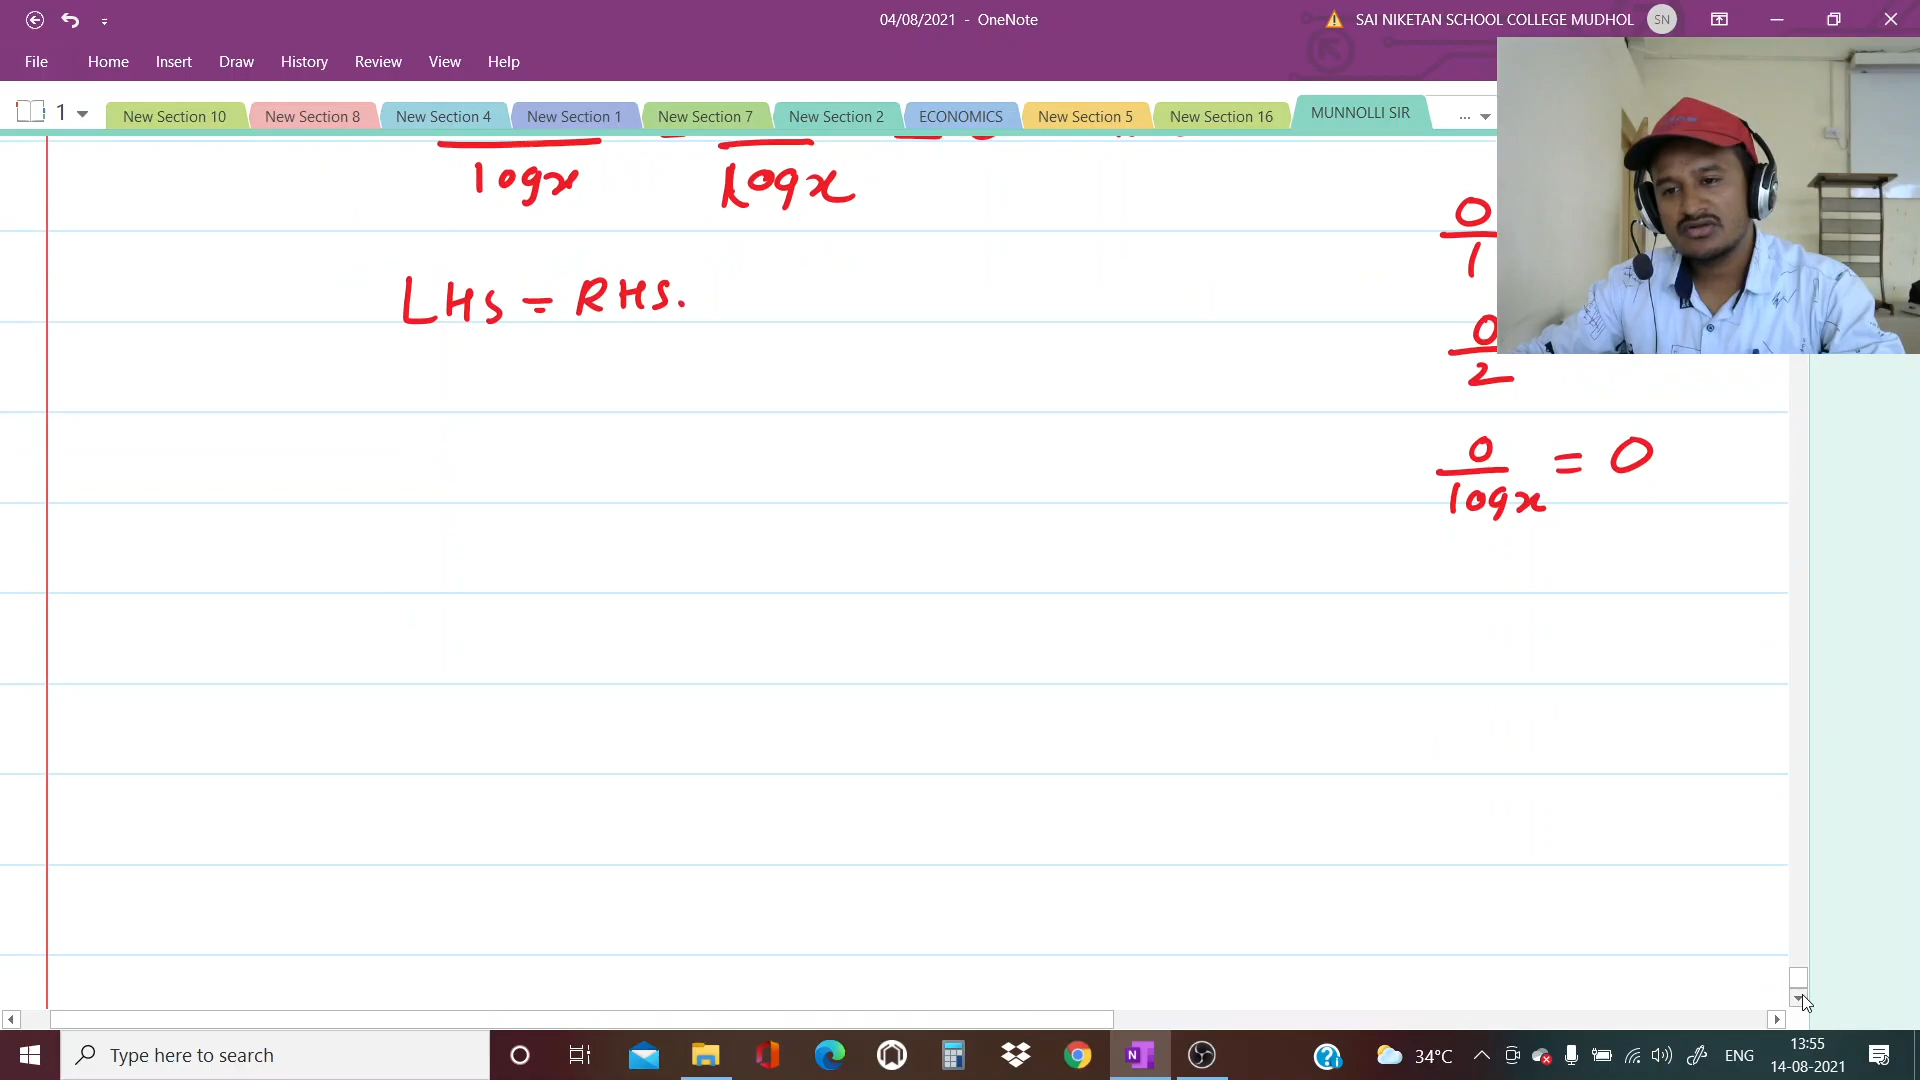 04/08/2021 - OneNote
SAI NIKETAN SCHOOL COLLEGE MUDHOL
SN
File Home Insert Draw History Review View Help
1
New Section 10
New Section 8
New Section 4
New Section 1
New Section 7
New Section 2
ECONOMICS
New Section 5
New Section 16
MUNNOLLI SIR
...
logx
logx
LHS = RHS.
0
1
0
2
0
logx
= 0
Type here to search
34°C
ENG
13:55
14-08-2021